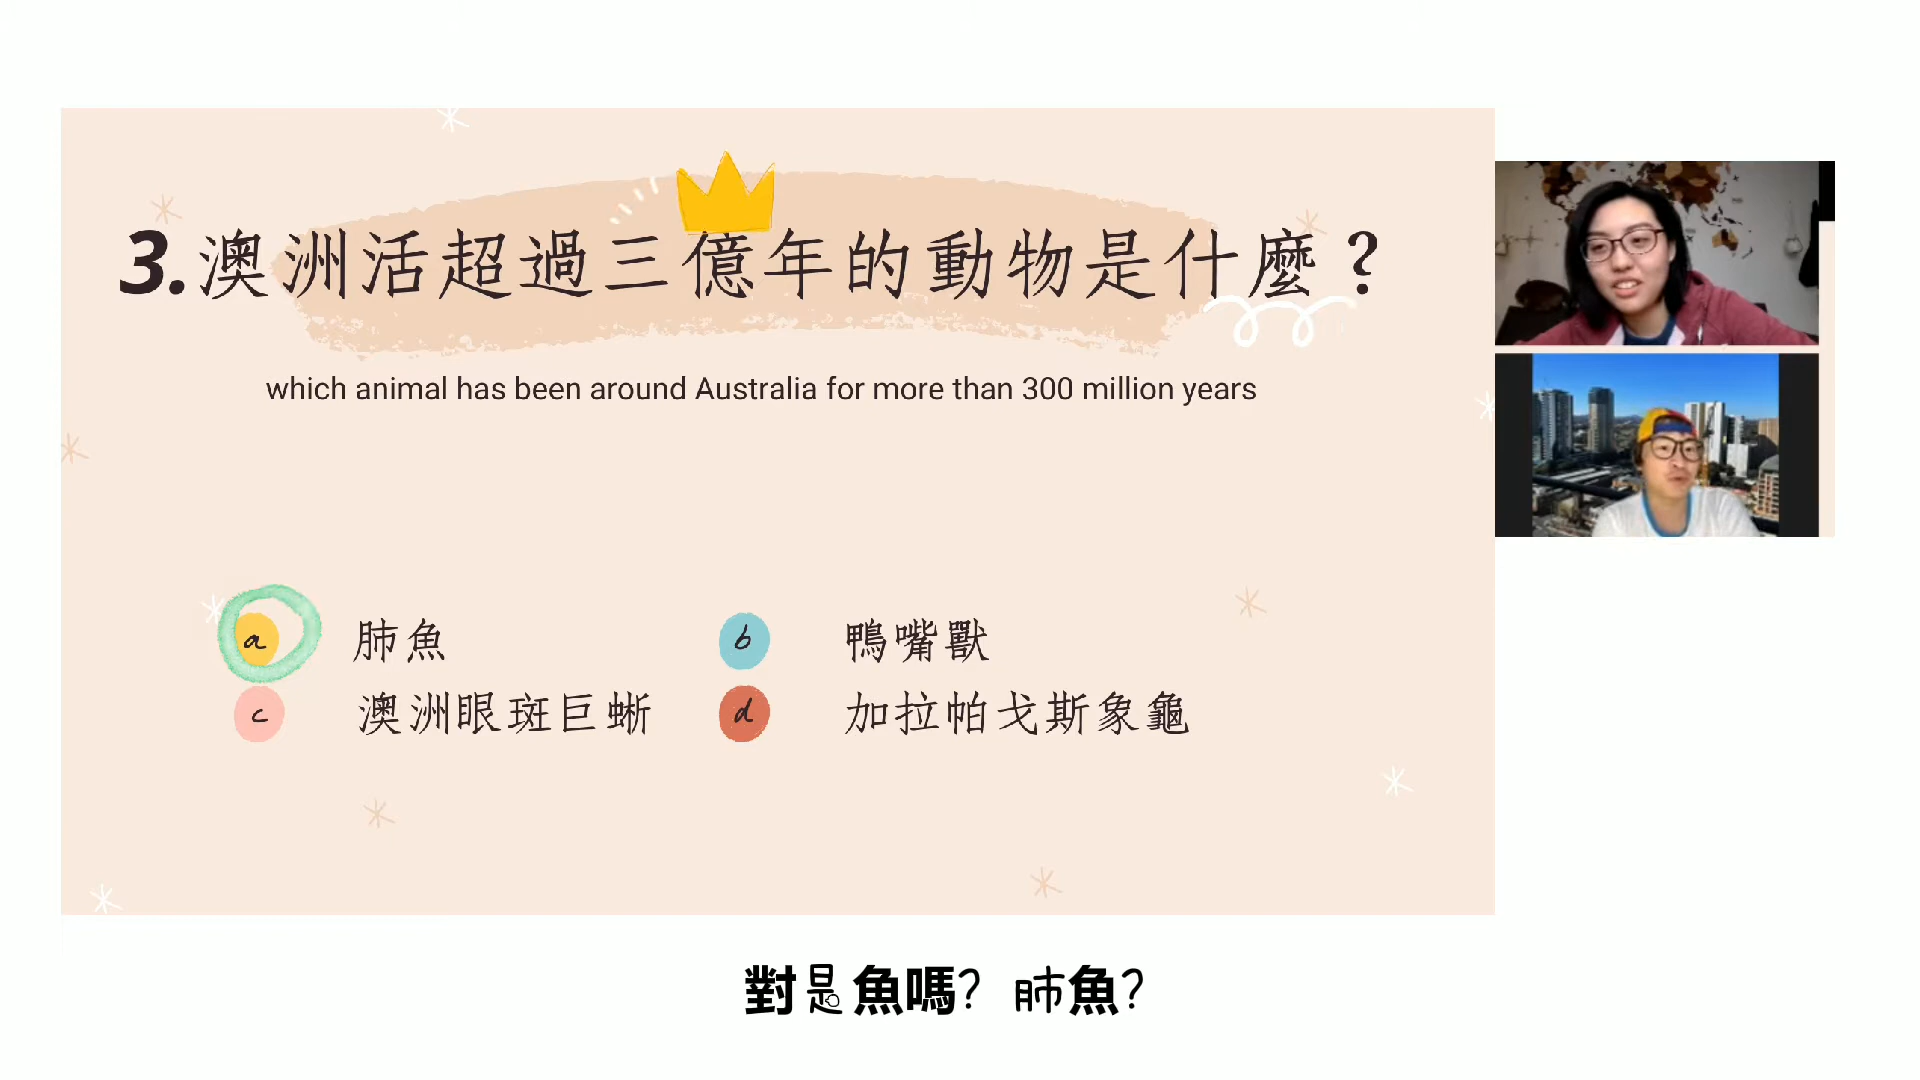 3.澳洲活超過三億年的動物是什麼?
which animal has been around Australia for more than 300 million years
a 肺魚
b 鴨嘴獸
c 澳洲眼斑巨蜥
d 加拉帕戈斯象龜
對是魚嗎? 肺魚?